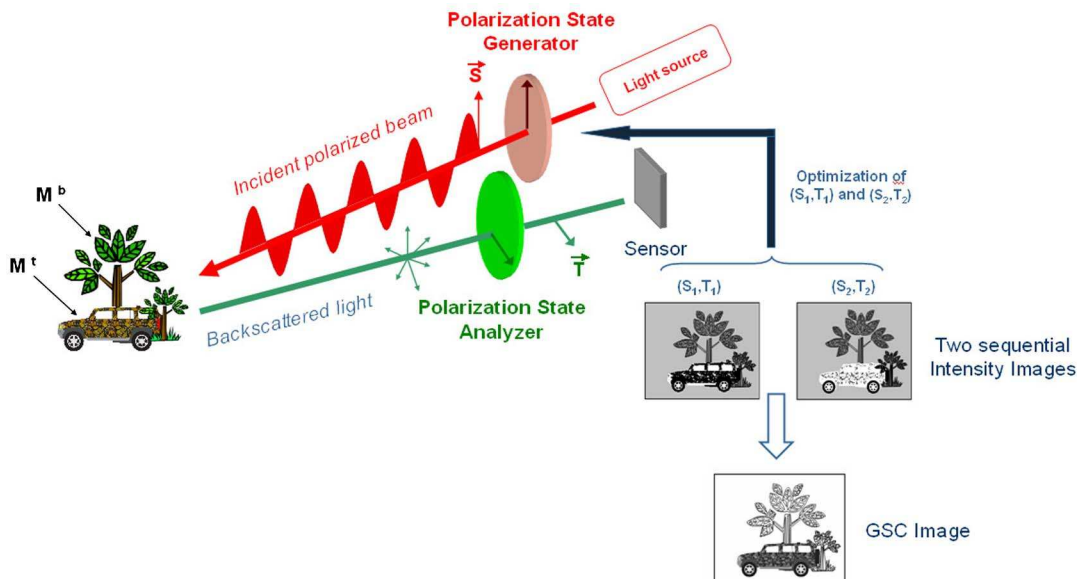 Polarization State
Generator
Light source
S
Incident polarized beam
M b
Optimization of
(S1,T1) and (S2,T2)
M t
Sensor
T
Backscattered light
Polarization State
Analyzer
(S1,T1)
(S2,T2)
Two sequential
Intensity Images
GSC Image